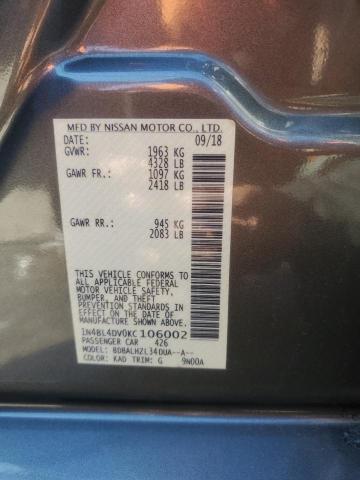 MFD BY NISSAN MOTOR CO., LTD.
DATE: 09/18
GVWR: 1963 KG
4328 LB
GAWR FR: 1097 KG
2418 LB
GAWR RR: 945 KG
2083 LB
THIS VEHICLE CONFORMS TO
ALL APPLICABLE FEDERAL
MOTOR VEHICLE SAFETY,
BUMPER, AND THEFT
PREVENTION STANDARDS IN
EFFECT ON THE DATE OF
MANUFACTURE SHOWN ABOVE.
1N4BL4DV0KC106002
PASSENGER CAR 426
MODEL: BDBALHZL34DUA--A--
COLOR: KAD TRIM: G 9N00A